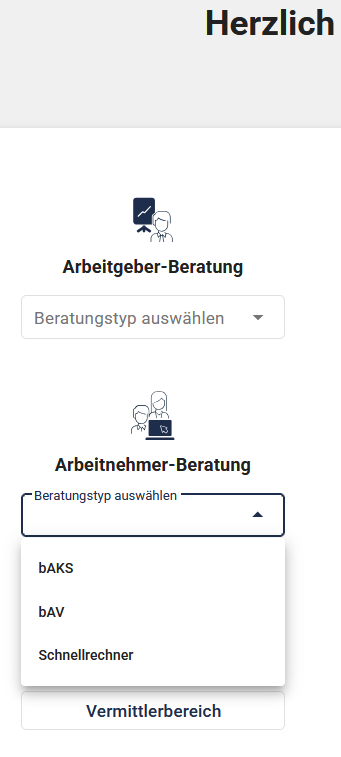 Herzlich
Arbeitgeber-Beratung
Beratungstyp auswählen
Arbeitnehmer-Beratung
Beratungstyp auswählen
bAKS
bAV
Schnellrechner
Vermittlerbereich